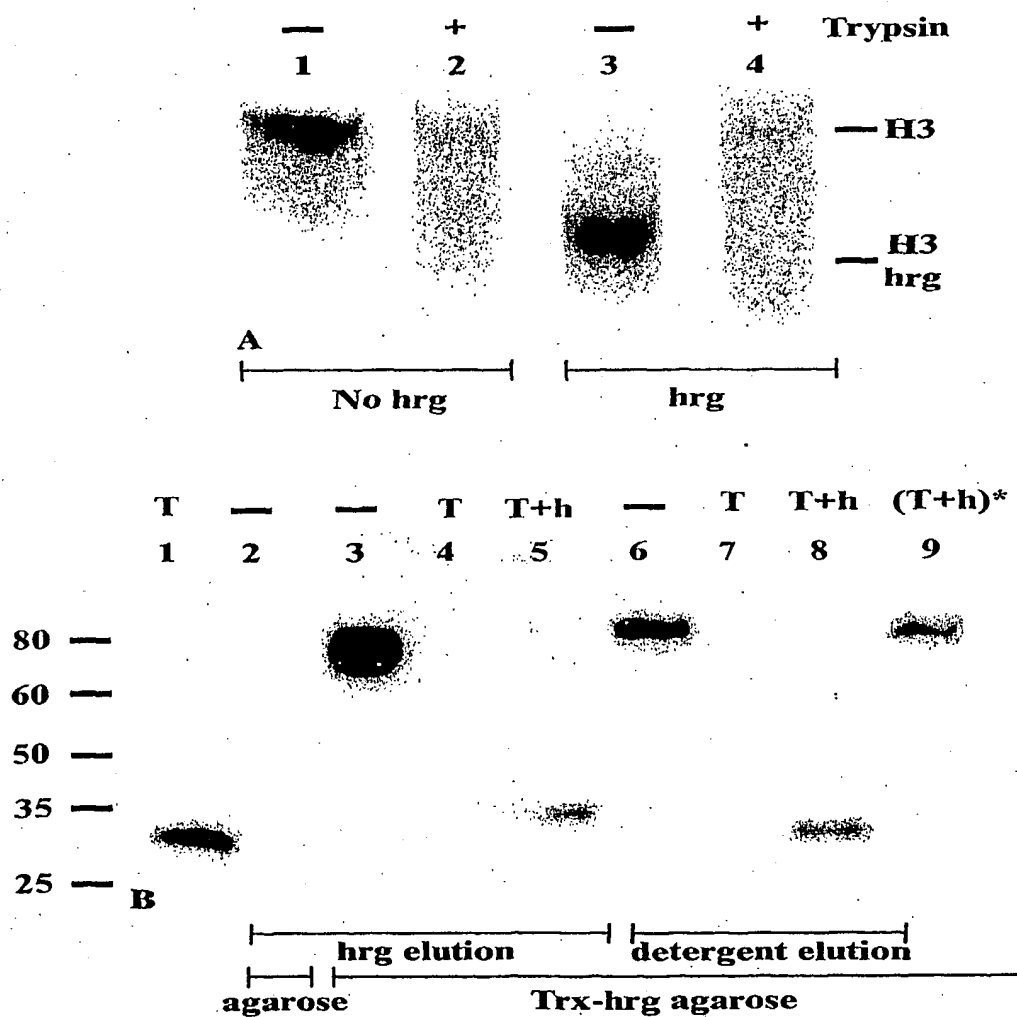 — + — + Trypsin
1 2 3 4
H3
H3
hrg
A
No hrg hrg
T — — T T+h — T T+h (T+h)*
1 2 3 4 5 6 7 8 9
80
60
50
35
25
B
hrg elution detergent elution
agarose Trx-hrg agarose